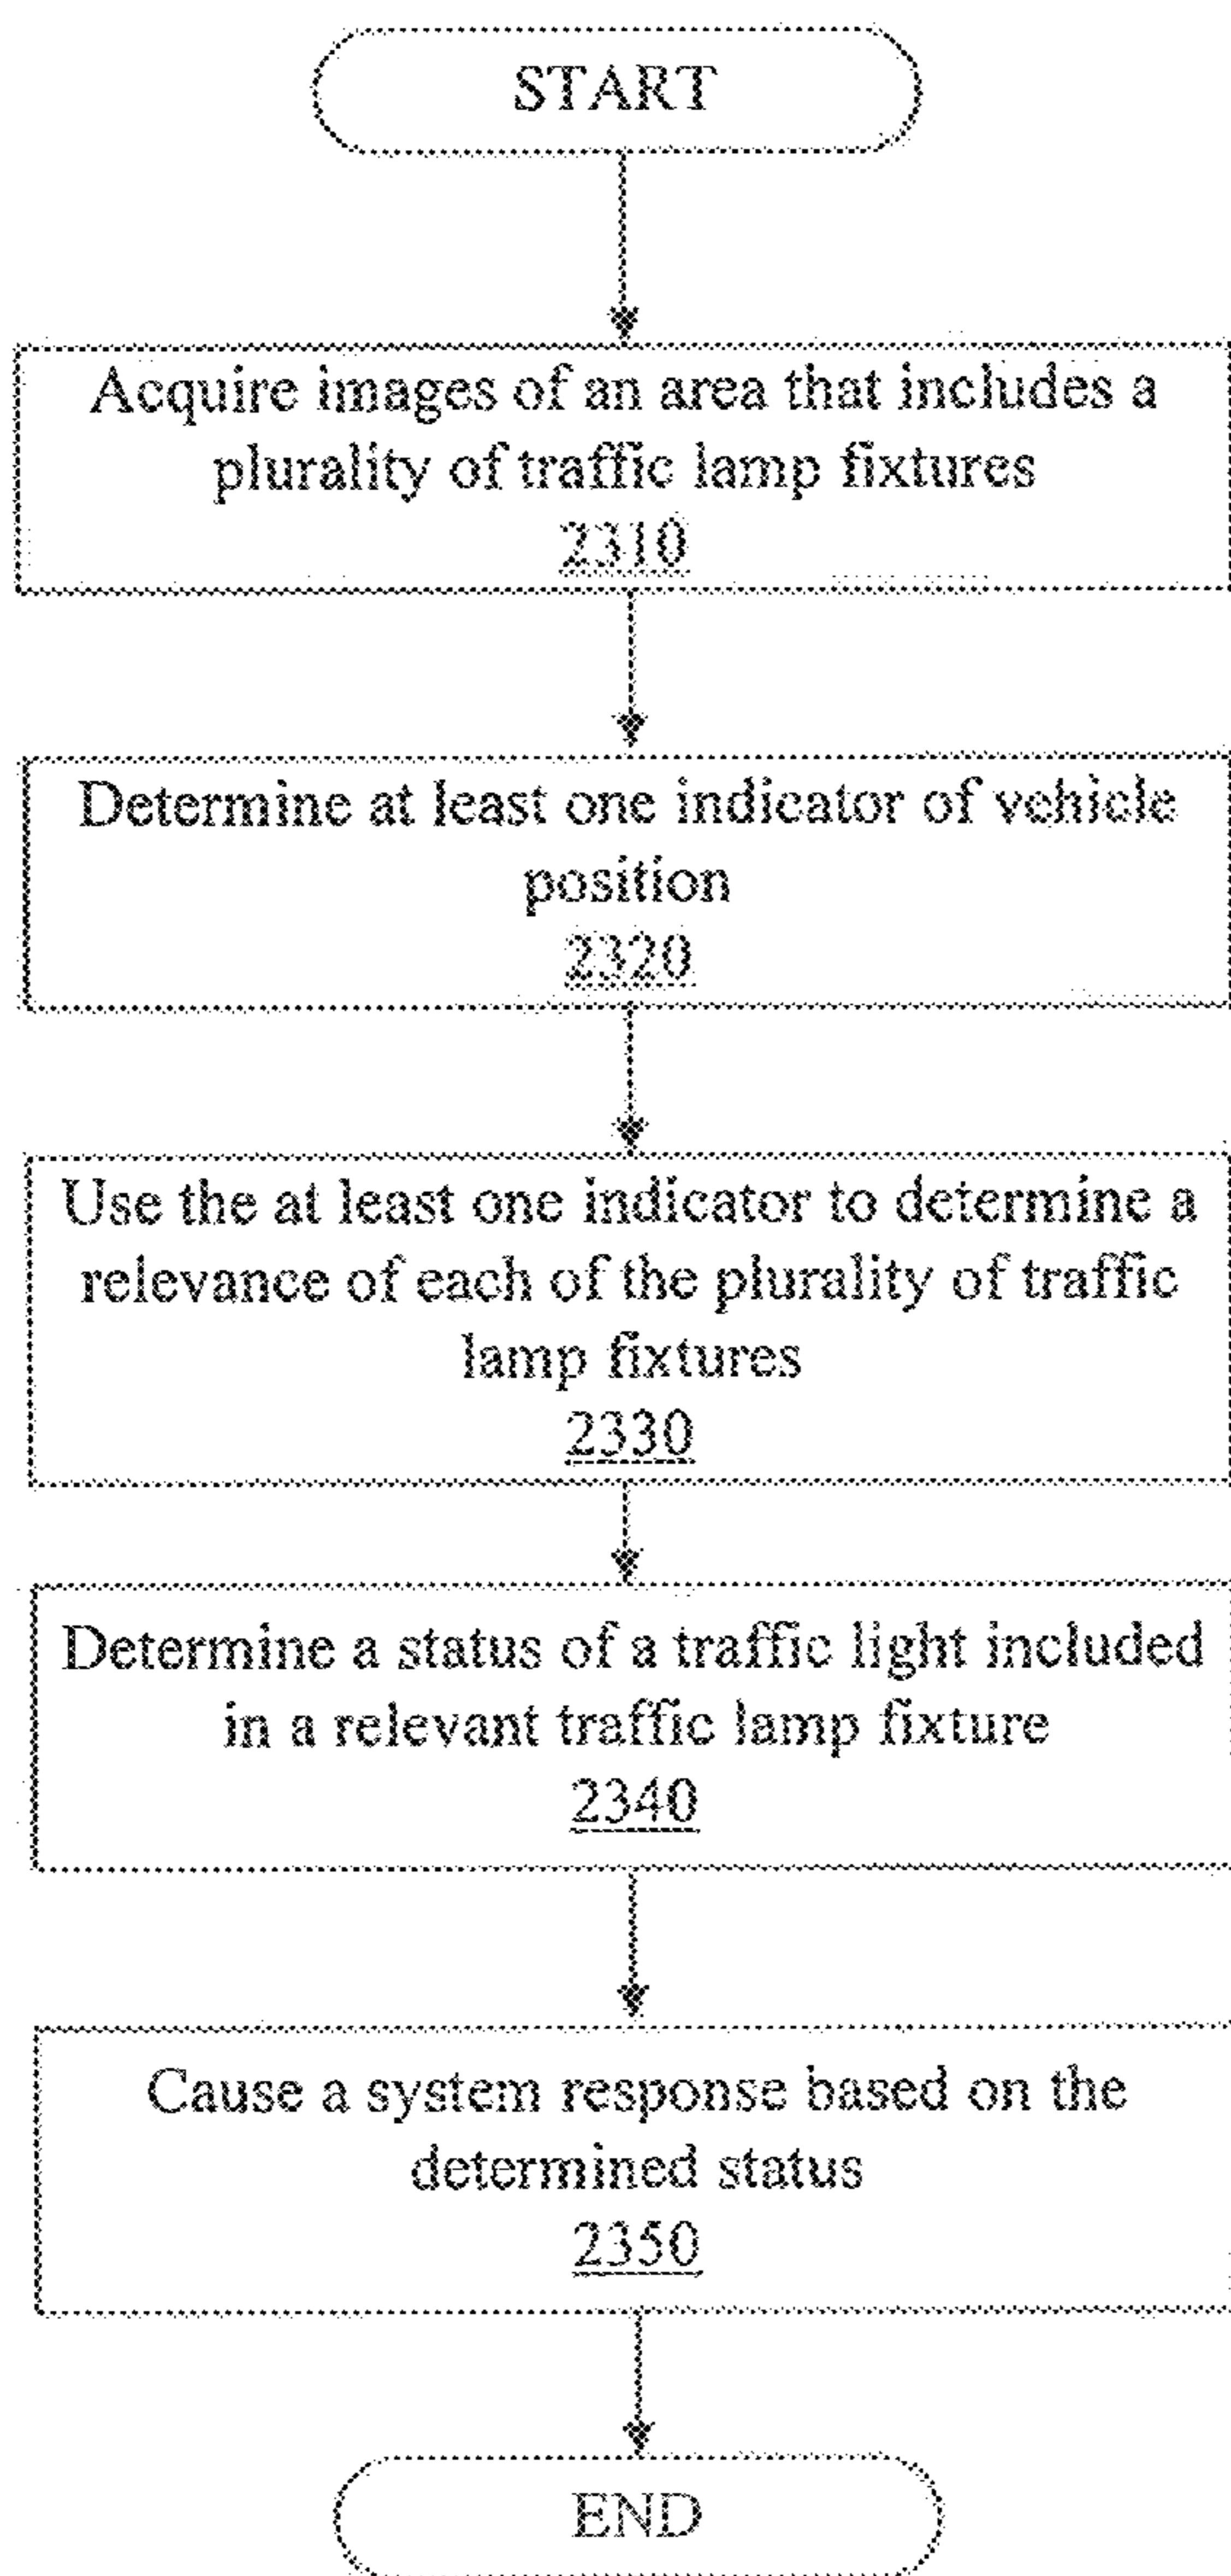 START
Acquire images of an area that includes a
plurality of traffic lamp fixtures
2310
Determine at least one indicator of vehicle
position
2320
Use the at least one indicator to determine a
relevance of each of the plurality of traffic
lamp fixtures
2330
Determine a status of a traffic light included
in a relevant traffic lamp fixture
2340
Cause a system response based on the
determined status
2350
END